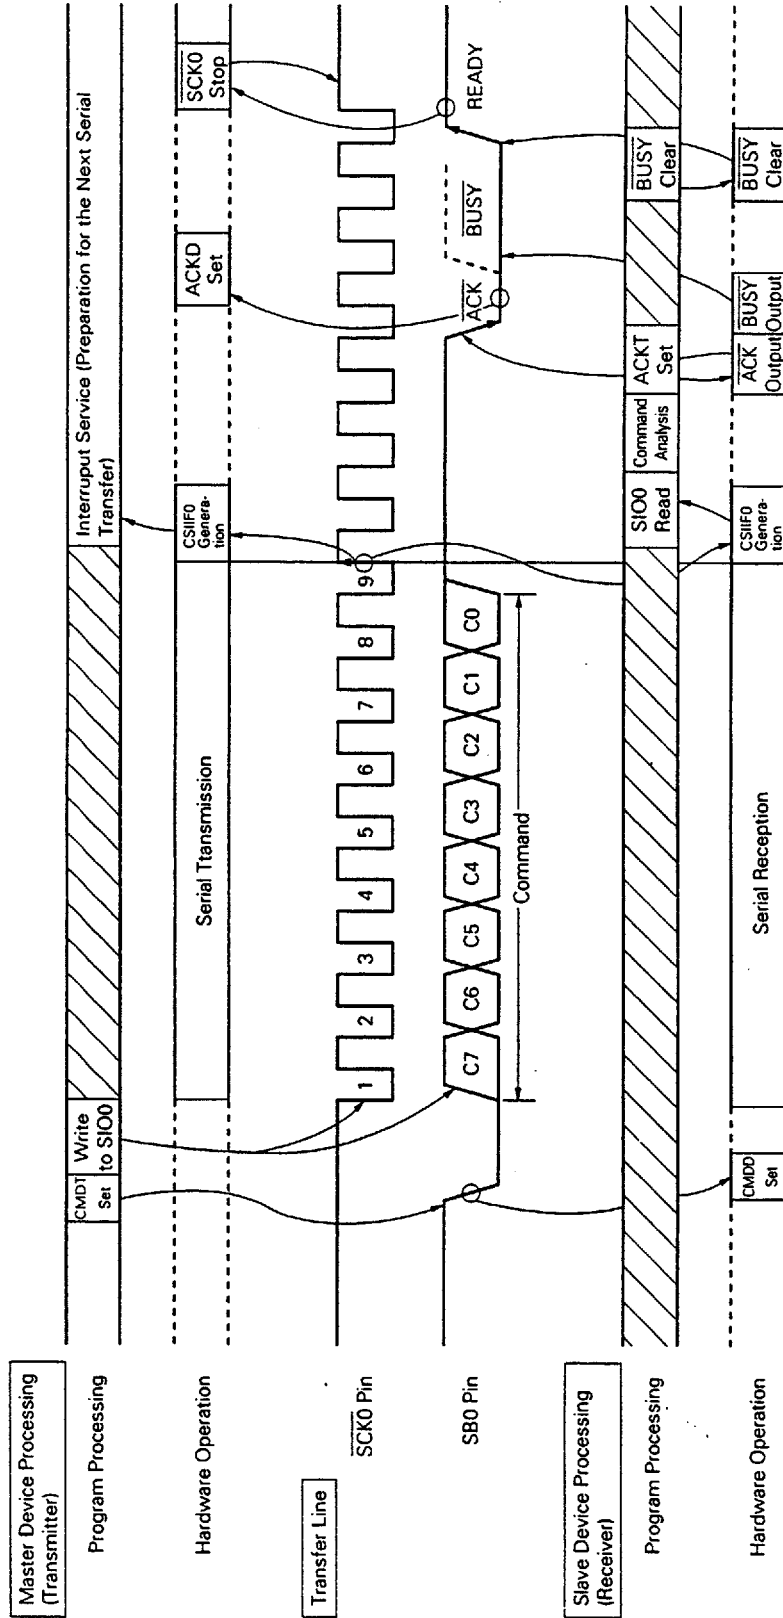 Master Device Processing
(Transmitter)
Program Processing
CMDT
Set
Write
to SIO0
Interruput Service (Preparation for the Next Serial
Transfer)
Hardware Operation
Serial Ttansmission
CSIIF0
Genera-
tion
ACKD
Set
SCK0
Stop
Transfer Line
SCK0 Pin
1
2
3
4
5
6
7
8
9
SB0 Pin
C7
C6
C5
C4
C3
C2
C1
C0
ACK
BUSY
READY
Command
Slave Device Processing
(Receiver)
Program Processing
SIO0
Read
Command
Analysis
ACKT
Set
BUSY
Clear
Hardware Operation
CMDD
Set
Serial Reception
CSIIF0
Genera-
tion
ACK
Output
BUSY
Output
BUSY
Clear